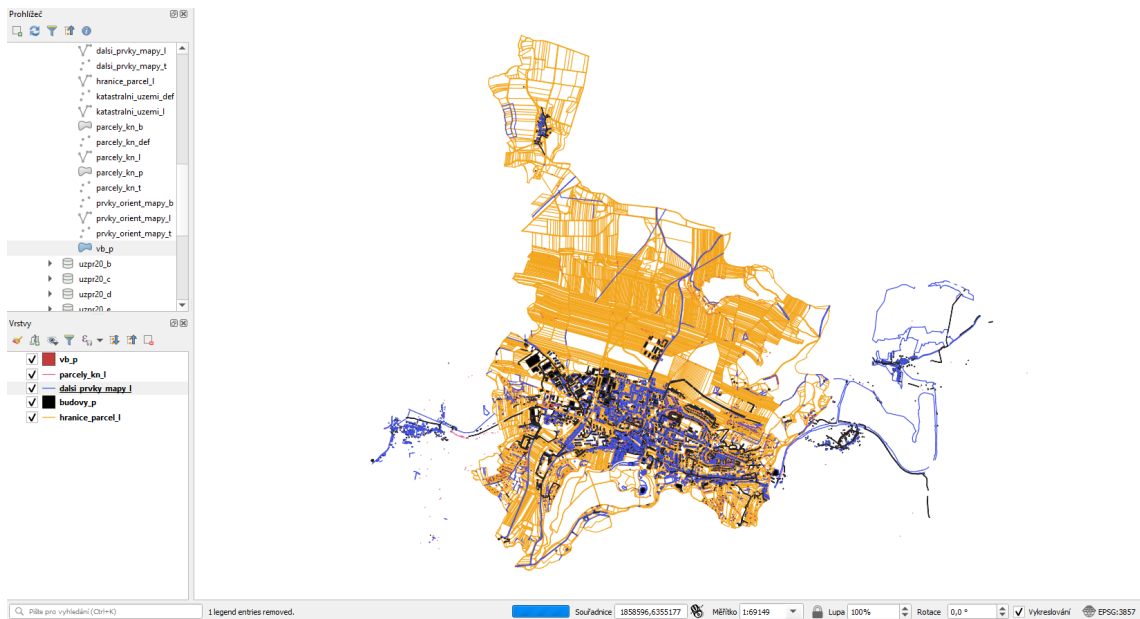 Prohlížeč
dalsi_prvky_mapy_l
dalsi_prvky_mapy_t
hranice_parcel_l
katastralni_uzemi_def
katastralni_uzemi_l
parcely_kn_b
parcely_kn_def
parcely_kn_l
parcely_kn_p
parcely_kn_t
prvky_orient_mapy_b
prvky_orient_mapy_l
prvky_orient_mapy_t
vb_p
uzpr20_b
uzpr20_c
uzpr20_d
uzpr20_e
Vrstvy
vb_p
parcely_kn_l
dalsi_prvky_mapy_l
budovy_p
hranice_parcel_l
Pište pro vyhledání (Ctrl+K) 1 legend entries removed. Souřadnice 1858596,6355177 Měřítko 1:69149 Lupa 100% Rotace 0,0 ° Vykreslování EPSG:3857